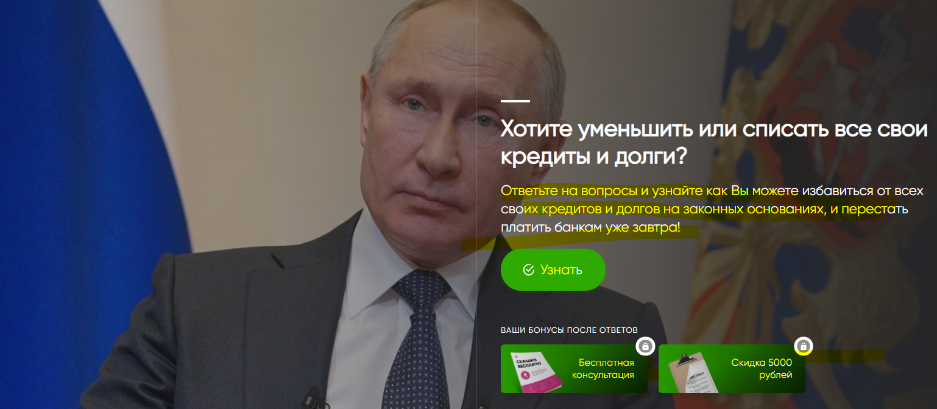 Хотите уменьшить или списать все свои
кредиты и долги?
Ответьте на вопросы и узнайте как Вы можете избавиться от всех
своих кредитов и долгов на законных основаниях, и перестать
платить банкам уже завтра!
Узнать
ВАШИ БОНУСЫ ПОСЛЕ ОТВЕТОВ
Бесплатная
консультация
Скидка 5000
рублей